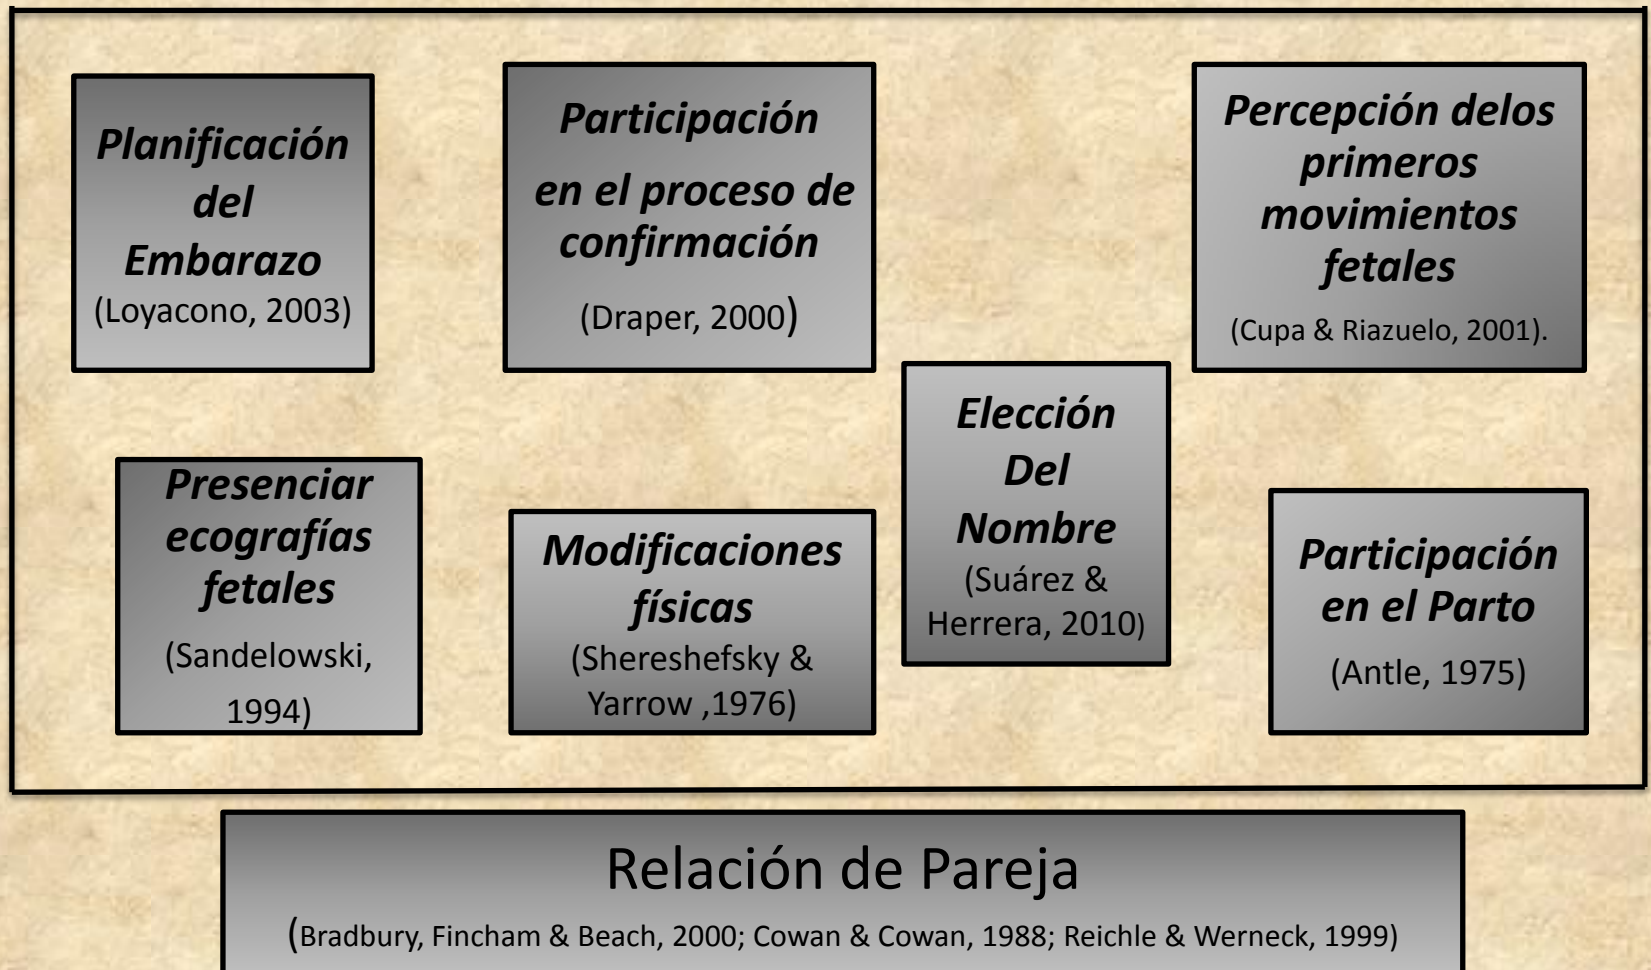 Planificación
del
Embarazo
(Loyacono, 2003)
Participación
en el proceso de
confirmación
(Draper, 2000)
Percepción delos
primeros
movimientos
fetales
(Cupa & Riazuelo, 2001).
Presenciar
ecografías
fetales
(Sandelowski,
1994)
Modificaciones
físicas
(Shereshefsky &
Yarrow ,1976)
Elección
Del
Nombre
(Suárez &
Herrera, 2010)
Participación
en el Parto
(Antle, 1975)
Relación de Pareja
(Bradbury, Fincham & Beach, 2000; Cowan & Cowan, 1988; Reichle & Werneck, 1999)